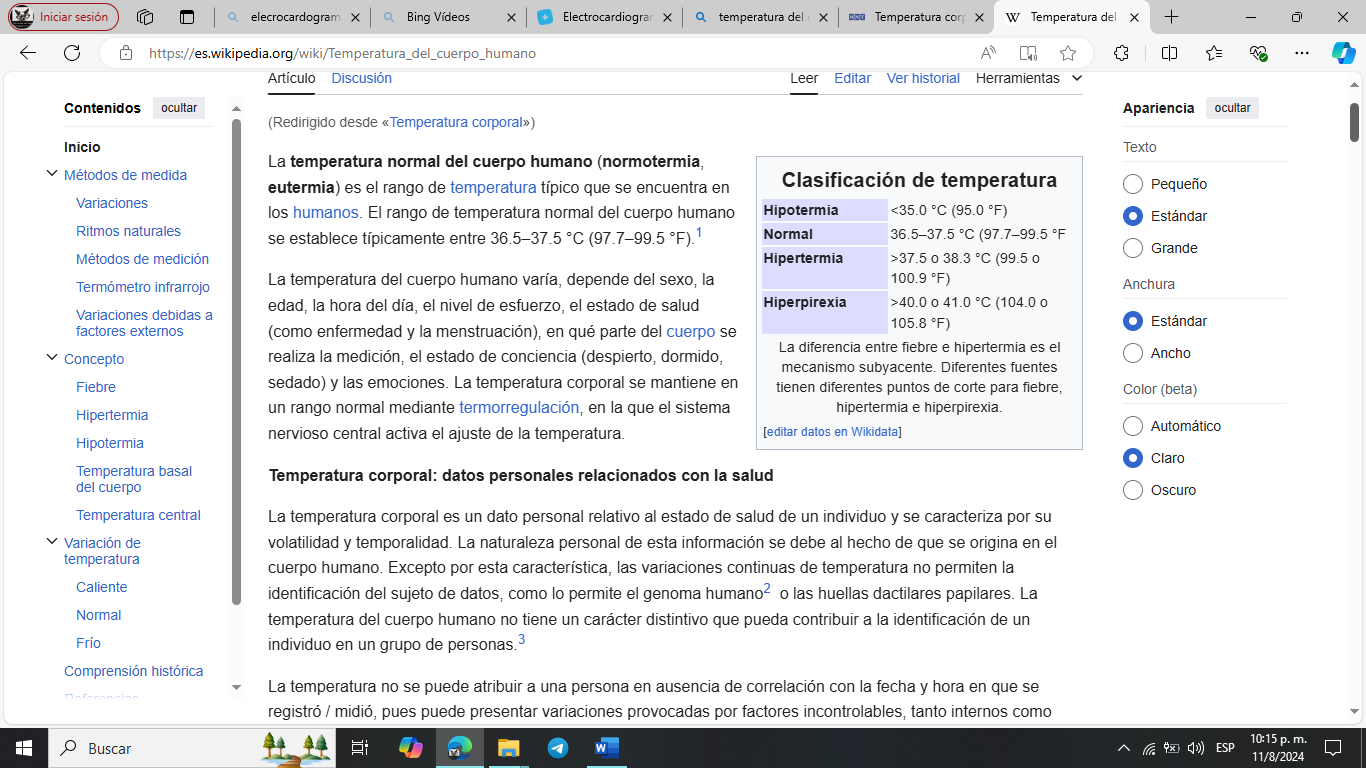 Iniciar sesión
elecrocardogram
Bing Vídeos
Electrocardiogran
temperatura del
Temperatura corp
Temperatura del
https://es.wikipedia.org/wiki/Temperatura_del_cuerpo_humano
Contenidos ocultar
Inicio
Métodos de medida
Variaciones
Ritmos naturales
Métodos de medición
Termómetro infrarrojo
Variaciones debidas a
factores externos
Concepto
Fiebre
Hipertermia
Hipotermia
Temperatura basal
del cuerpo
Temperatura central
Variación de
temperatura
Caliente
Normal
Frío
Comprensión histórica
Referencias
Artículo Discusión Leer Editar Ver historial Herramientas
(Redirigido desde «Temperatura corporal»)
La temperatura normal del cuerpo humano (normotermia,
eutermia) es el rango de temperatura típico que se encuentra en
los humanos. El rango de temperatura normal del cuerpo humano
se establece típicamente entre 36.5–37.5 °C (97.7–99.5 °F).1
La temperatura del cuerpo humano varía, depende del sexo, la
edad, la hora del día, el nivel de esfuerzo, el estado de salud
(como enfermedad y la menstruación), en qué parte del cuerpo se
realiza la medición, el estado de conciencia (despierto, dormido,
sedado) y las emociones. La temperatura corporal se mantiene en
un rango normal mediante termorregulación, en la que el sistema
nervioso central activa el ajuste de la temperatura.
Clasificación de temperatura
Hipotermia <35.0 °C (95.0 °F)
Normal 36.5–37.5 °C (97.7–99.5 °F
Hipertermia >37.5 o 38.3 °C (99.5 o
100.9 °F)
Hiperpirexia >40.0 o 41.0 °C (104.0 o
105.8 °F)
La diferencia entre fiebre e hipertermia es el
mecanismo subyacente. Diferentes fuentes
tienen diferentes puntos de corte para fiebre,
hipertermia e hiperpirexia.
[editar datos en Wikidata]
Temperatura corporal: datos personales relacionados con la salud
La temperatura corporal es un dato personal relativo al estado de salud de un individuo y se caracteriza por su
volatilidad y temporalidad. La naturaleza personal de esta información se debe al hecho de que se origina en el
cuerpo humano. Excepto por esta característica, las variaciones continuas de temperatura no permiten la
identificación del sujeto de datos, como lo permite el genoma humano2 o las huellas dactilares papilares. La
temperatura del cuerpo humano no tiene un carácter distintivo que pueda contribuir a la identificación de un
individuo en un grupo de personas.3
La temperatura no se puede atribuir a una persona en ausencia de correlación con la fecha y hora en que se
registró / midió, pues puede presentar variaciones provocadas por factores incontrolables, tanto internos como
Apariencia ocultar
Texto
Pequeño
Estándar
Grande
Anchura
Estándar
Ancho
Color (beta)
Automático
Claro
Oscuro
Buscar
ESP
10:15 p. m.
11/8/2024